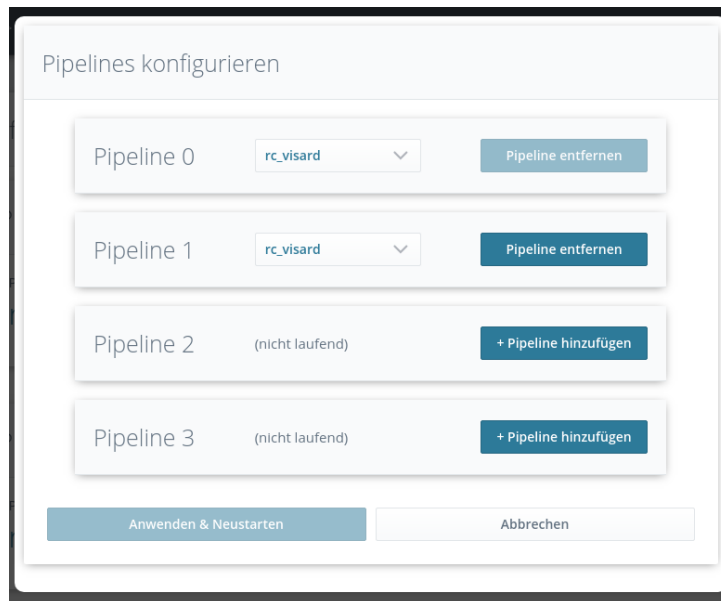 Pipelines konfigurieren
Pipeline 0 rc_visard Pipeline entfernen
Pipeline 1 rc_visard Pipeline entfernen
Pipeline 2 (nicht laufend) + Pipeline hinzufügen
Pipeline 3 (nicht laufend) + Pipeline hinzufügen
Anwenden & Neustarten Abbrechen